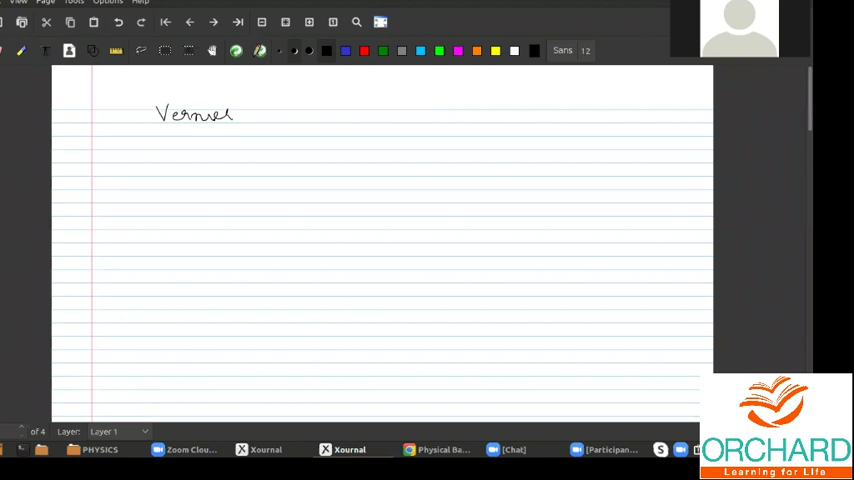 View Page Tools Options Help
Sans 12
Vernier
of 4 Layer: Layer 1
PHYSICS Zoom Clou... Xournal Xournal Physical Ba... [Chat] [Participan...
ORCHARD
Learning for Life